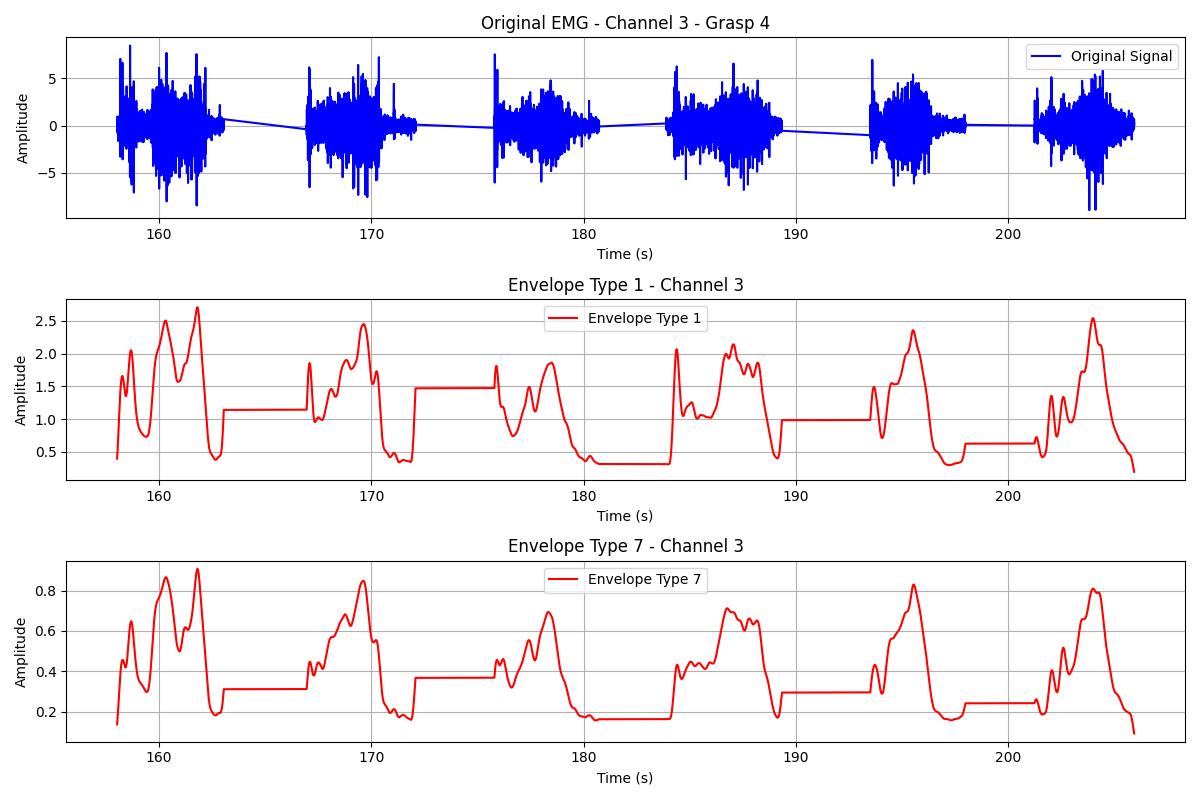 Original EMG - Channel 3 - Grasp 4
Original Signal
Amplitude
5
0
−5
160 170 180 190 200
Time (s)
Envelope Type 1 - Channel 3
Envelope Type 1
Amplitude
2.5
2.0
1.5
1.0
0.5
160 170 180 190 200
Time (s)
Envelope Type 7 - Channel 3
Envelope Type 7
Amplitude
0.8
0.6
0.4
0.2
160 170 180 190 200
Time (s)